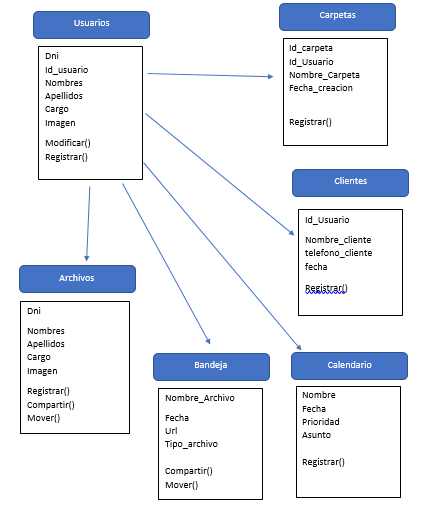 Usuarios
Dni
Id_usuario
Nombres
Apellidos
Cargo
Imagen
Modificar()
Registrar()
Carpetas
Id_carpeta
Id_Usuario
Nombre_Carpeta
Fecha_creacion
Registrar()
Clientes
Id_Usuario
Nombre_cliente
telefono_cliente
fecha
Registrar()
Archivos
Dni
Nombres
Apellidos
Cargo
Imagen
Registrar()
Compartir()
Mover()
Bandeja
Nombre_Archivo
Fecha
Url
Tipo_archivo
Compartir()
Mover()
Calendario
Nombre
Fecha
Prioridad
Asunto
Registrar()